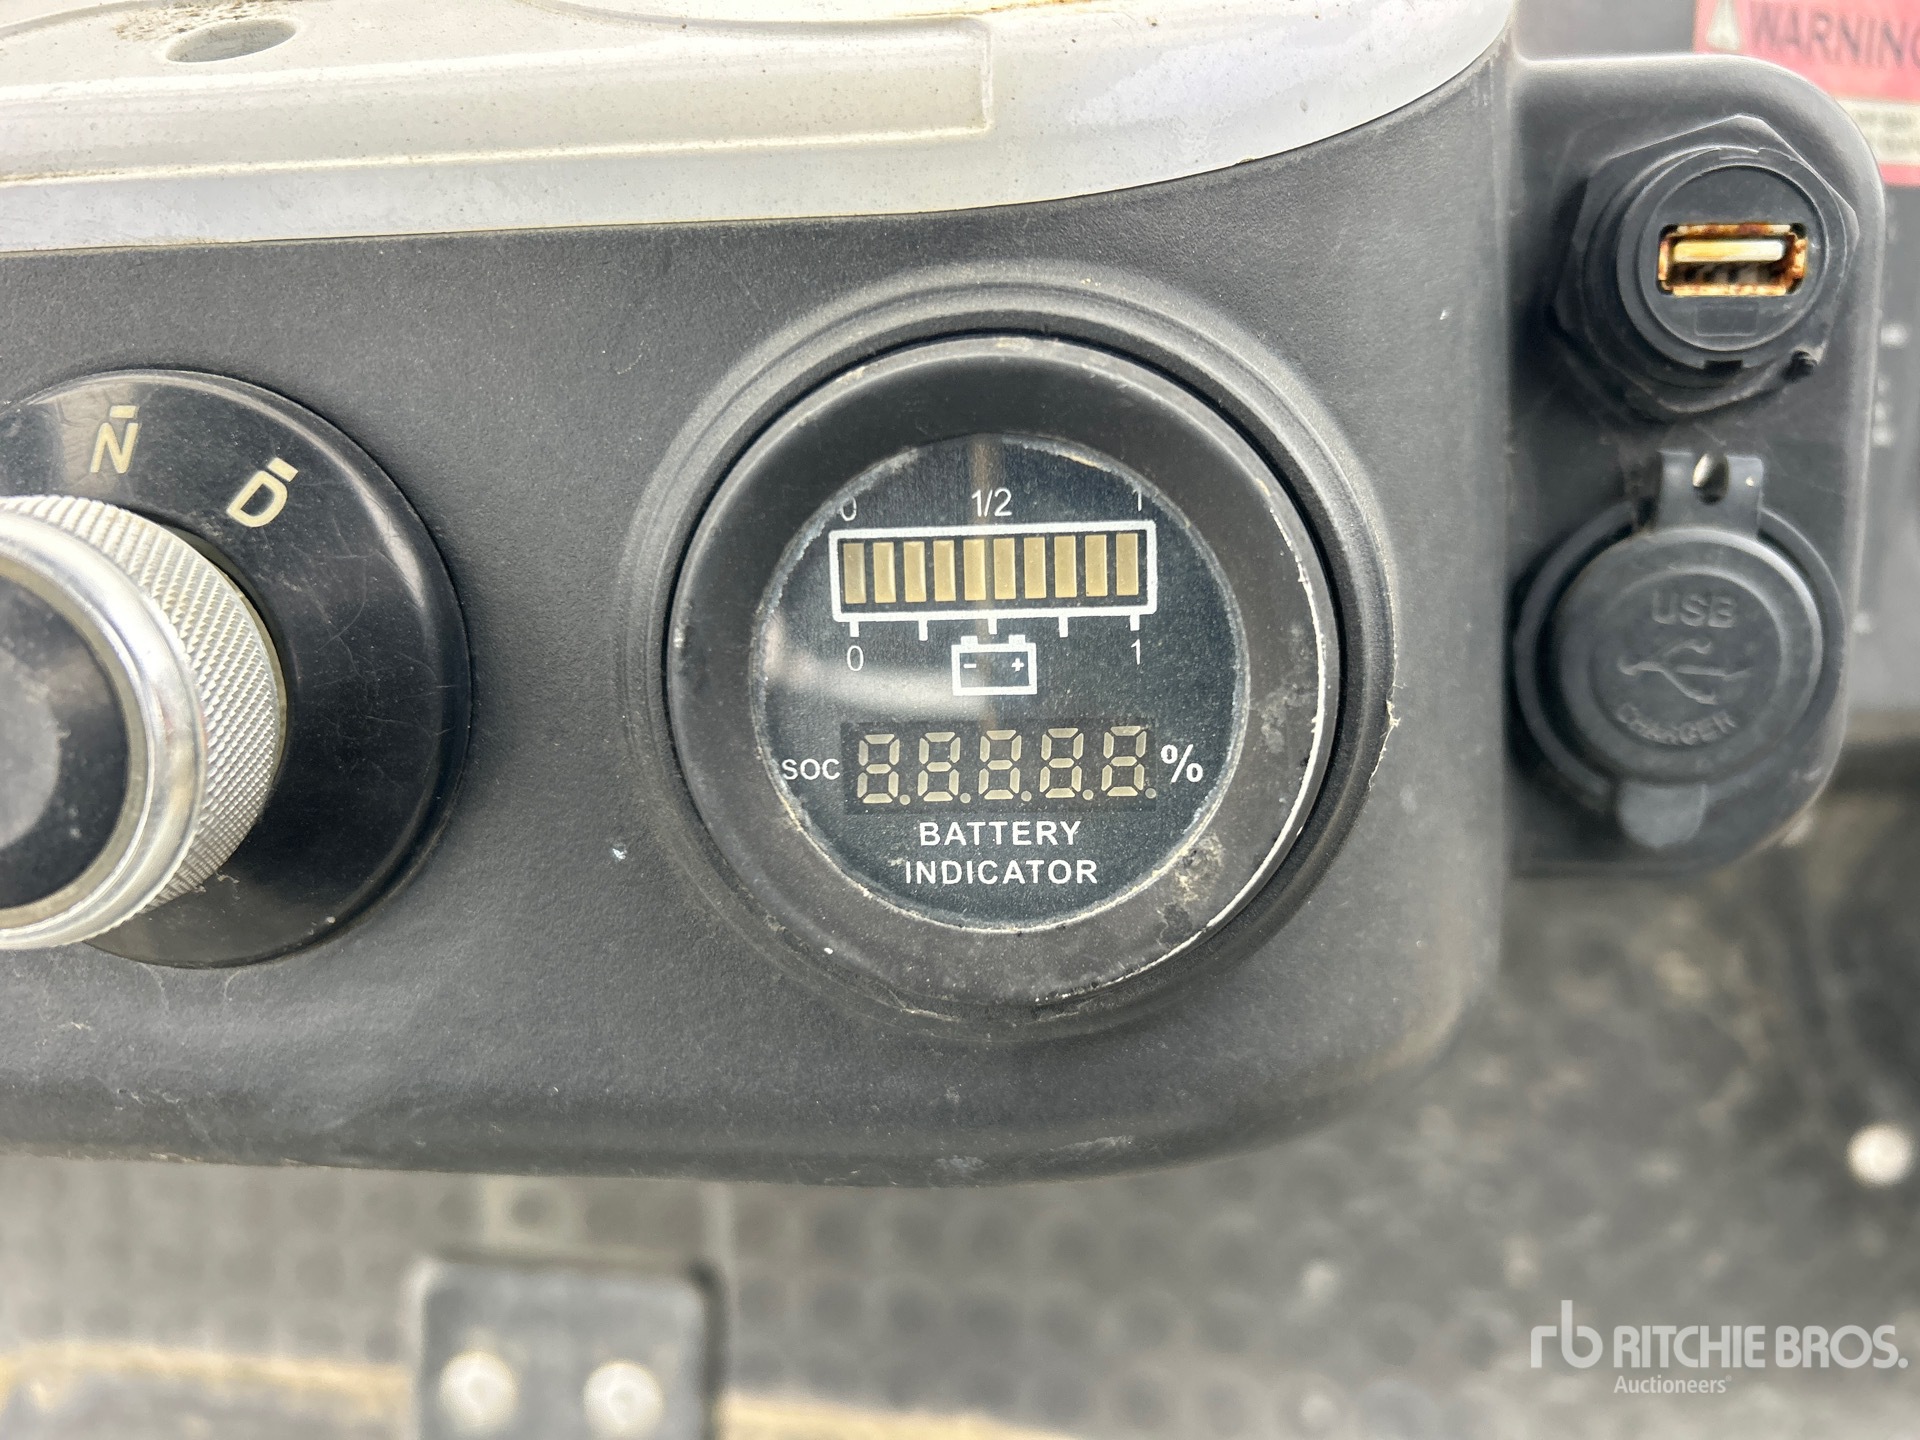 WARNING
N
D
0 1/2 1
0 1
- +
SOC 8.8.8.8.8. %
BATTERY
INDICATOR
USB
CHARGER
rb RITCHIE BROS.
Auctioneers